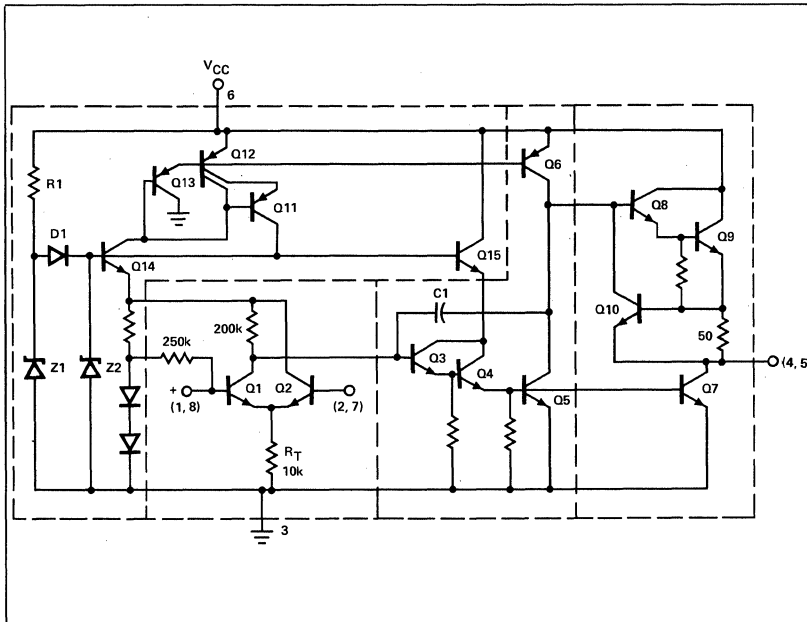 VCC
6
Q12
Q6
R1
Q13
Q8
Q11
D1
Q9
Q14
Q15
C1
Q10
200k
250k
50
Q3
(4, 5
Z1
Z2
Q1
Q2
Q4
+
(1, 8)
(2, 7)
Q5
Q7
RT
10k
3